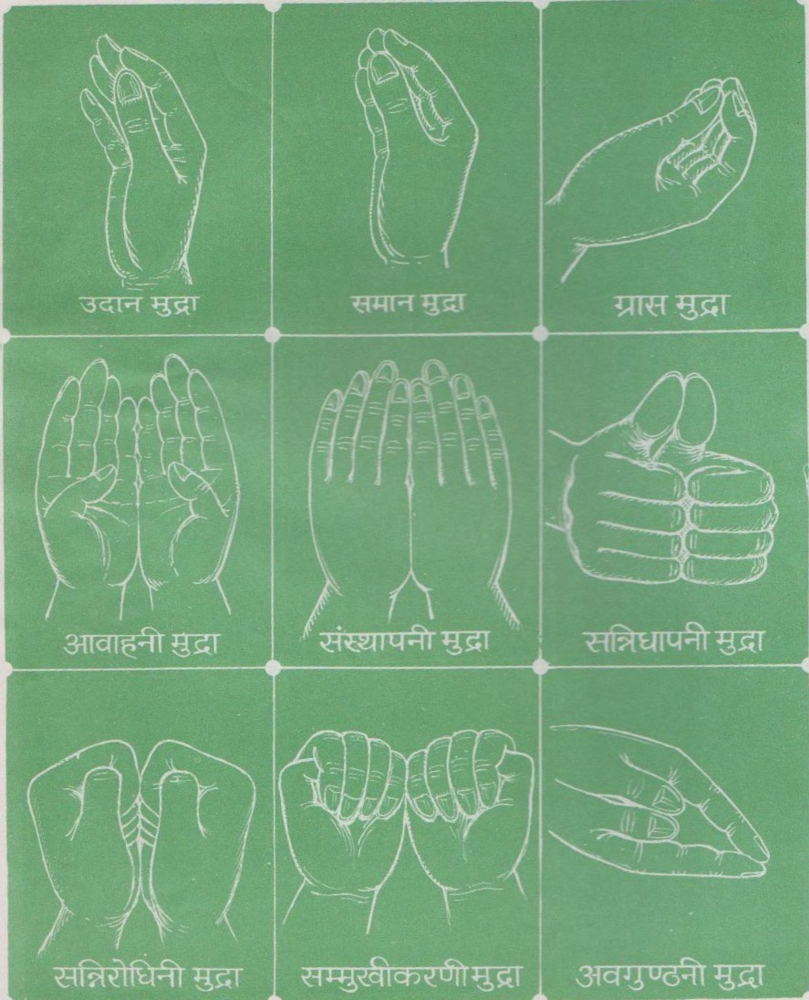 उदान मुद्रा
समान मुद्रा
ग्रास मुद्रा
आवाहनी मुद्रा
संस्थापनी मुद्रा
सन्निधापनी मुद्रा
सन्निरोधिनी मुद्रा
सम्मुखीकरणी मुद्रा
अवगुण्ठनी मुद्रा